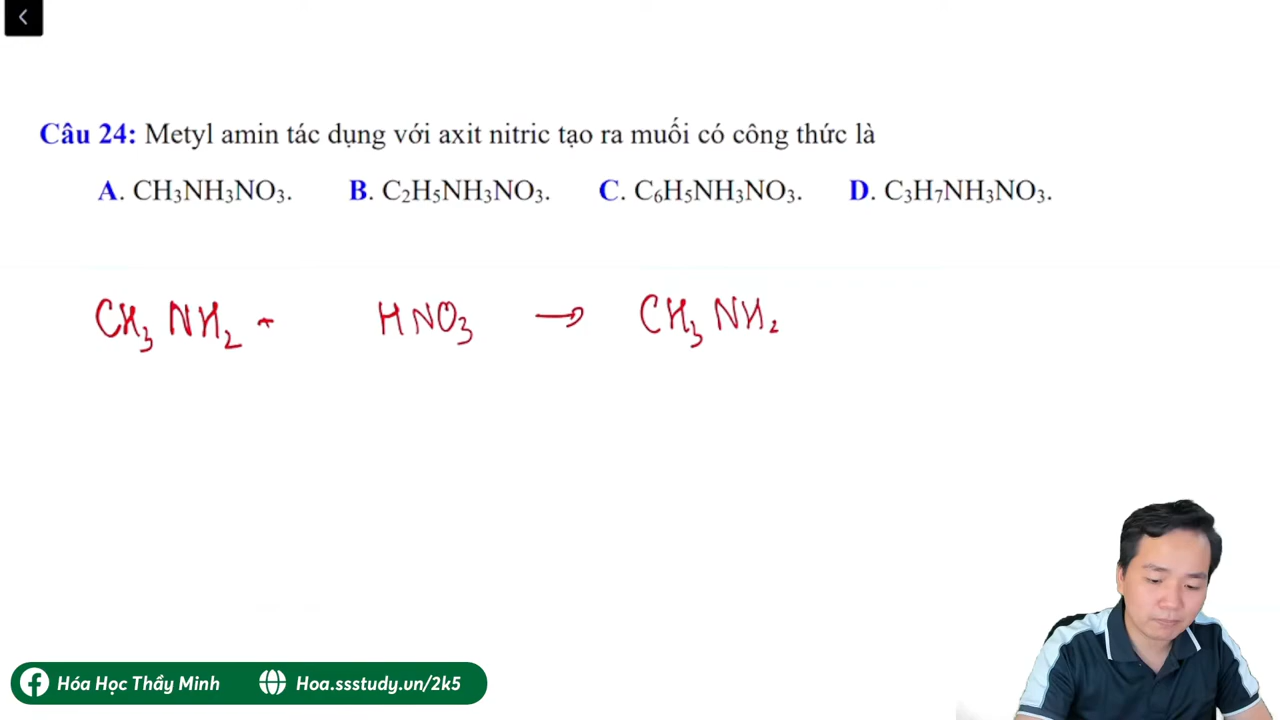 Câu 24: Metyl amin tác dụng với axit nitric tạo ra muối có công thức là
A. CH₃NH₃NO₃. B. C₂H₅NH₃NO₃. C. C₆H₅NH₃NO₃. D. C₃H₇NH₃NO₃.
CH₃NH₂ + HNO₃ → CH₃NH₂
Hóa Học Thầy Minh Hoa.ssstudy.vn/2k5